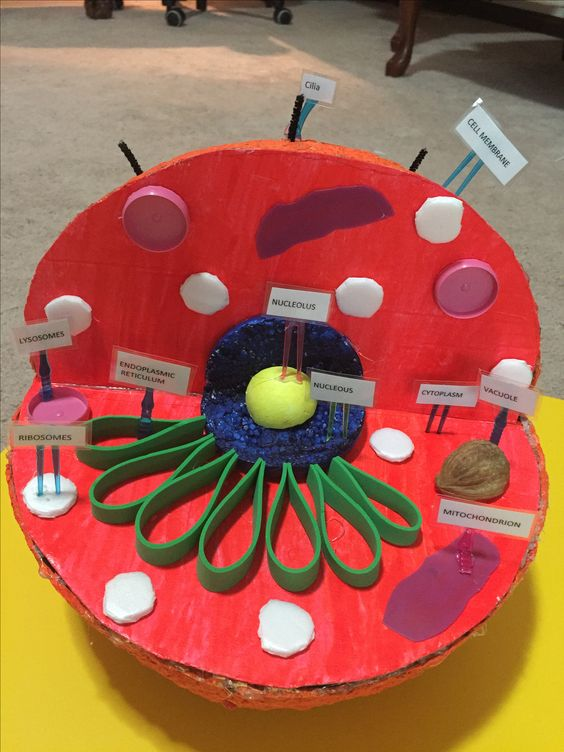 Cilia
CELL MEMBRANE
NUCLEOLUS
LYSOSOMES
ENDOPLASMIC
RETICULUM
NUCLEOUS
CYTOPLASM
VACUOLE
RIBOSOMES
MITOCHONDRION